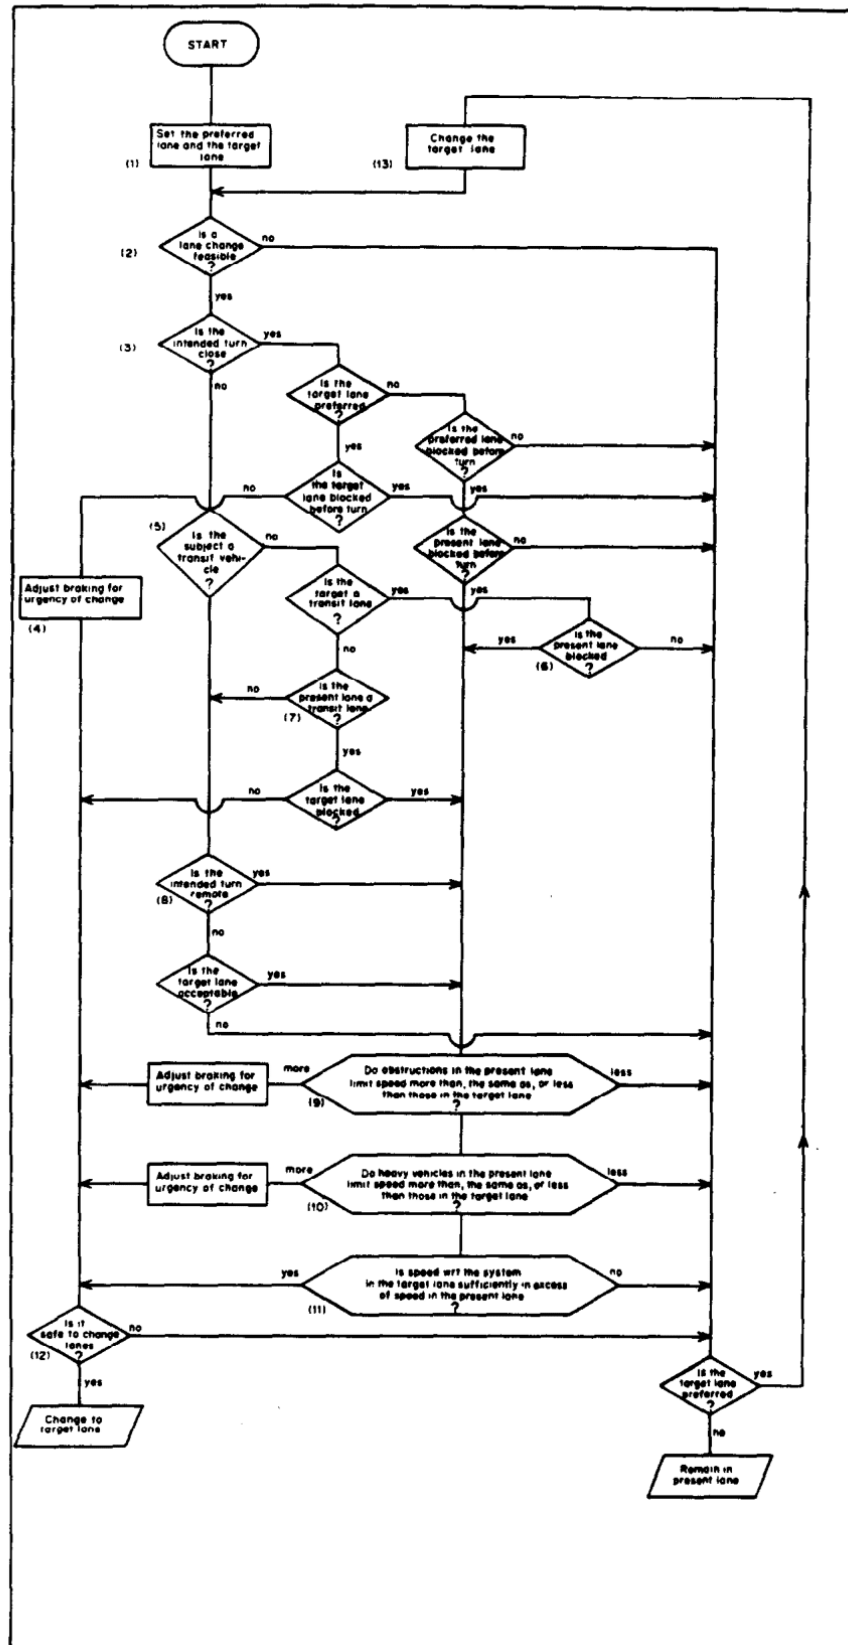 START
Set the preferred
lane and the target
lane
(1)
Change the
target lane
(13)
Is a
lane change
feasible
?
(2)
no
yes
Is the
intended turn
close
?
(3)
yes
no
Is the
target lane
preferred
?
no
yes
Is the
preferred lane
blocked before
turn
?
no
yes
Is
the target
lane blocked
before turn
?
no
yes
(5)
Is the
subject a
transit vehi-
cle
?
no
Is the
present lane
blocked before
turn
?
no
yes
Adjust braking for
urgency of change
(4)
Is the
target a
transit lane
?
yes
no
Is the
present lane
blocked
?
(6)
yes
no
Is the
present lane a
transit lane
?
(7)
no
yes
Is the
target lane
blocked
?
no
yes
Is the
intended turn
remote
?
(8)
yes
no
Is the
target lane
acceptable
?
yes
no
Adjust braking for
urgency of change
more
Do obstructions in the present lane
limit speed more than, the same as, or less
than those in the target lane
?
(9)
less
Adjust braking for
urgency of change
more
Do heavy vehicles in the present lane
limit speed more than, the same as, or less
than those in the target lane
?
(10)
less
yes
Is speed wrt the system
in the target lane sufficiently in excess
of speed in the present lane
?
(11)
no
Is it
safe to change
lanes
?
(12)
no
yes
Change to
target lane
Is the
target lane
preferred
?
yes
no
Remain in
present lane